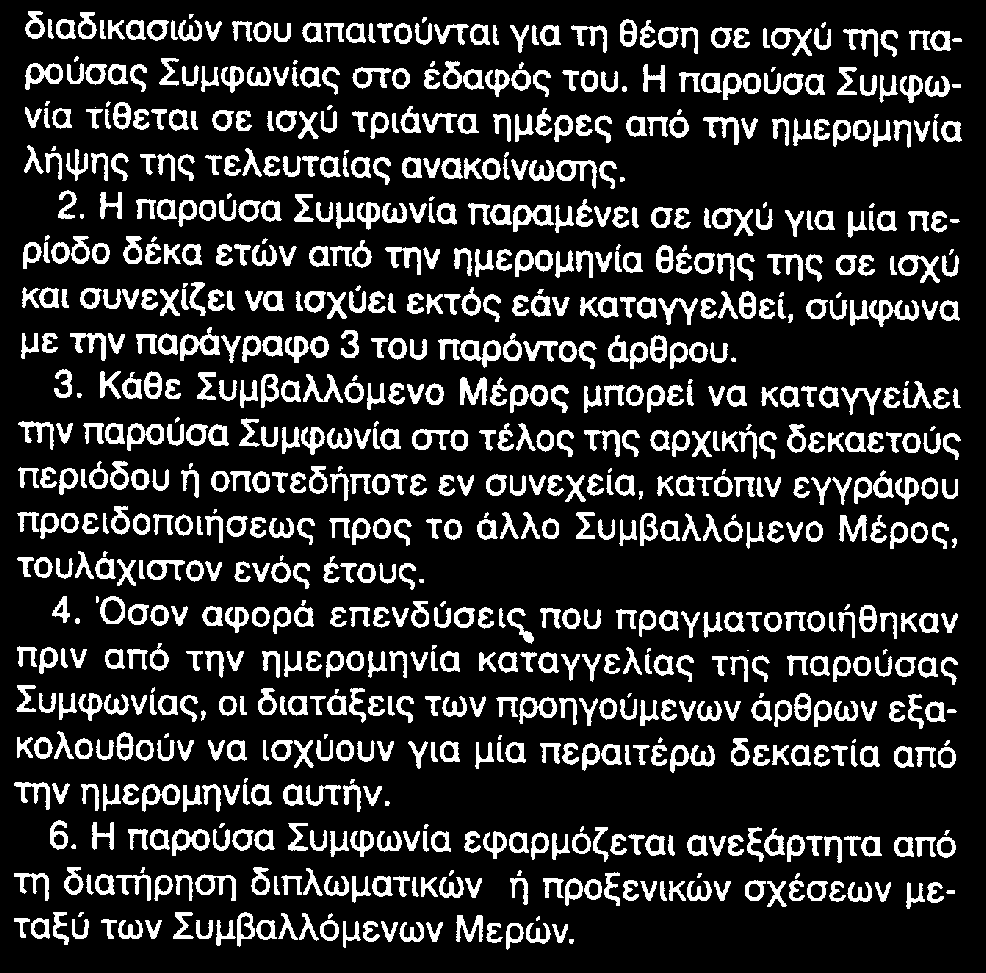 διαδικασιών που απαιτούνται για τη θέση σε ισχύ της πα-
ρούσας Συμφωνίας στο έδαφός του. Η παρούσα Συμφω-
νία τίθεται σε ισχύ τριάντα ημέρες από την ημερομηνία
λήψης της τελευταίας ανακοίνωσης.
2. Η παρούσα Συμφωνία παραμένει σε ισχύ για μία πε-
ρίοδο δέκα ετών από την ημερομηνία θέσης της σε ισχύ
και συνεχίζει να ισχύει εκτός εάν καταγγελθεί, σύμφωνα
με την παράγραφο 3 του παρόντος άρθρου.
3. Κάθε Συμβαλλόμενο Μέρος μπορεί να καταγγείλει
την παρούσα Συμφωνία στο τέλος της αρχικής δεκαετούς
περιόδου ή οποτεδήποτε εν συνεχεία, κατόπιν εγγράφου
προειδοποιήσεως προς το άλλο Συμβαλλόμενο Μέρος,
τουλάχιστον ενός έτους.
4. Όσον αφορά επενδύσεις που πραγματοποιήθηκαν
πριν από την ημερομηνία καταγγελίας της παρούσας
Συμφωνίας, οι διατάξεις των προηγούμενων άρθρων εξα-
κολουθούν να ισχύουν για μία περαιτέρω δεκαετία από
την ημερομηνία αυτήν.
6. Η παρούσα Συμφωνία εφαρμόζεται ανεξάρτητα από
τη διατήρηση διπλωματικών ή προξενικών σχέσεων με-
ταξύ των Συμβαλλόμενων Μερών.